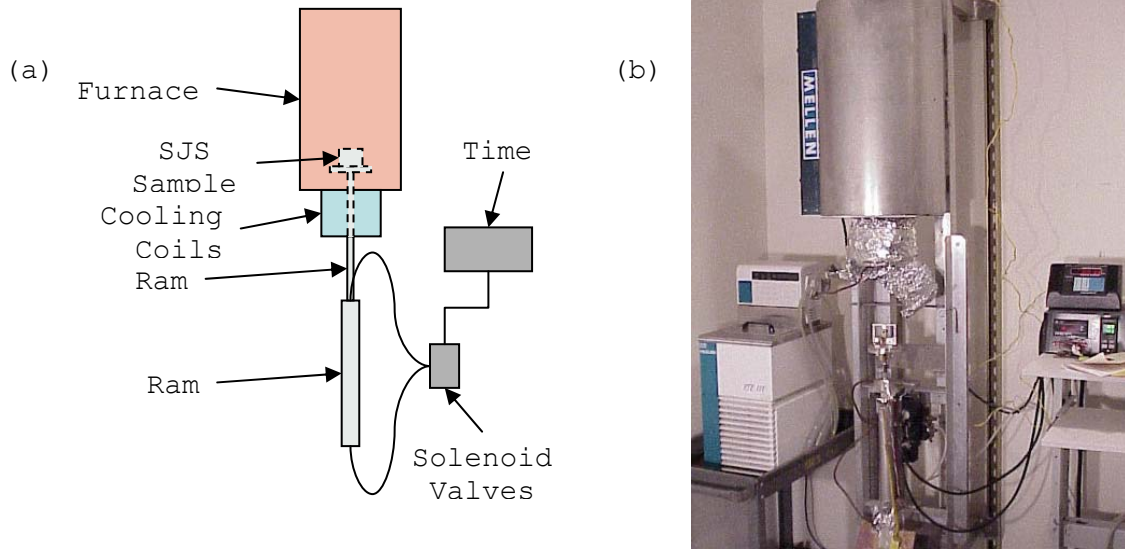 (a)
Furnace
SJS
Sample
Cooling
Coils
Ram
Ram
Time
Solenoid
Valves
(b)
MELLEN